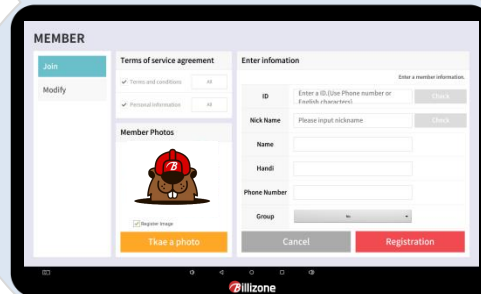 MEMBER
Join
Modify
Terms of service agreement
Terms and conditions
All
Personal Information
All
Member Photos
B
Register Image
Tkae a photo
Enter infomation
Enter a member information.
ID
Enter a ID.(Use Phone number or
English characters)
Check
Nick Name
Please input nickname
Check
Name
Handi
Phone Number
Group
Cancel
Registration
Billizone